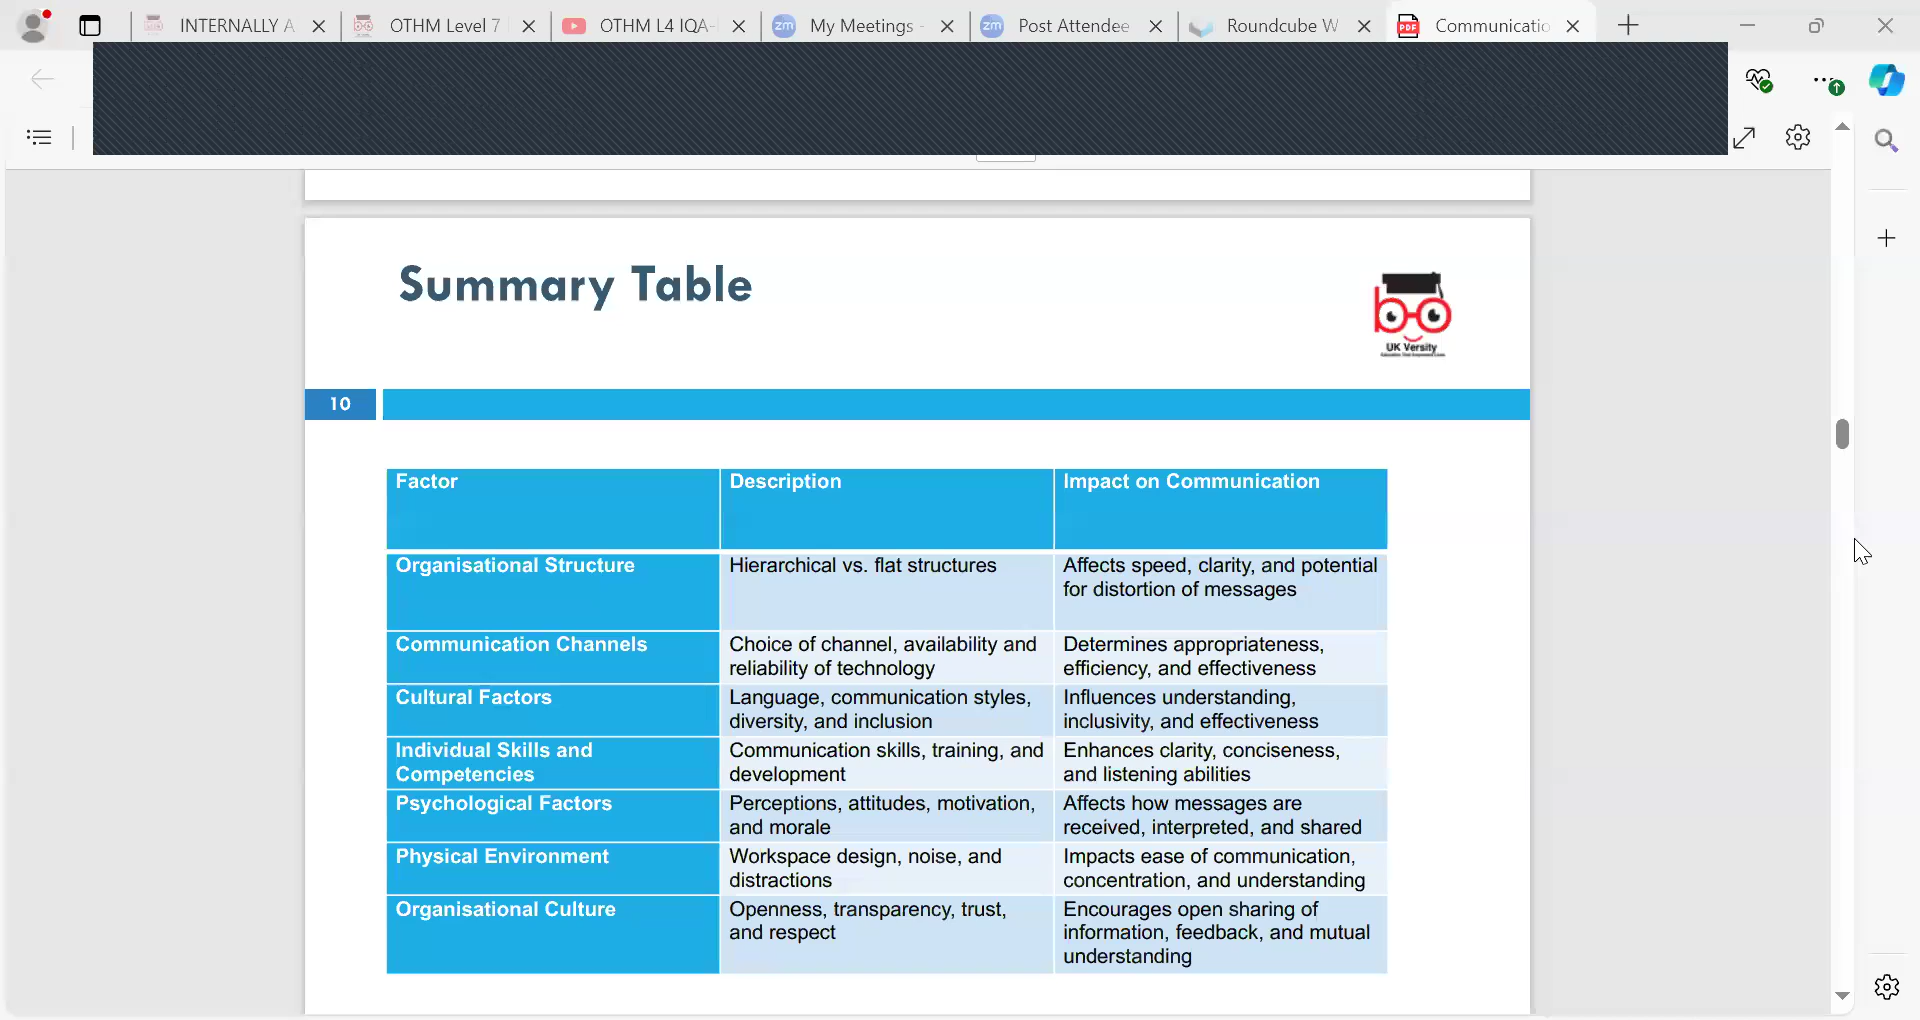 INTERNALLY A
OTHM Level 7
OTHM L4 IQA-
zm My Meetings -
zm Post Attendee
Roundcube W
PDF Communicatio
Summary Table
UK Versity
10
Factor Description Impact on Communication
Organisational Structure Hierarchical vs. flat structures Affects speed, clarity, and potential
for distortion of messages
Communication Channels Choice of channel, availability and Determines appropriateness,
reliability of technology efficiency, and effectiveness
Cultural Factors Language, communication styles, Influences understanding,
diversity, and inclusion inclusivity, and effectiveness
Individual Skills and Communication skills, training, and Enhances clarity, conciseness,
Competencies development and listening abilities
Psychological Factors Perceptions, attitudes, motivation, Affects how messages are
and morale received, interpreted, and shared
Physical Environment Workspace design, noise, and Impacts ease of communication,
distractions concentration, and understanding
Organisational Culture Openness, transparency, trust, Encourages open sharing of
and respect information, feedback, and mutual
understanding